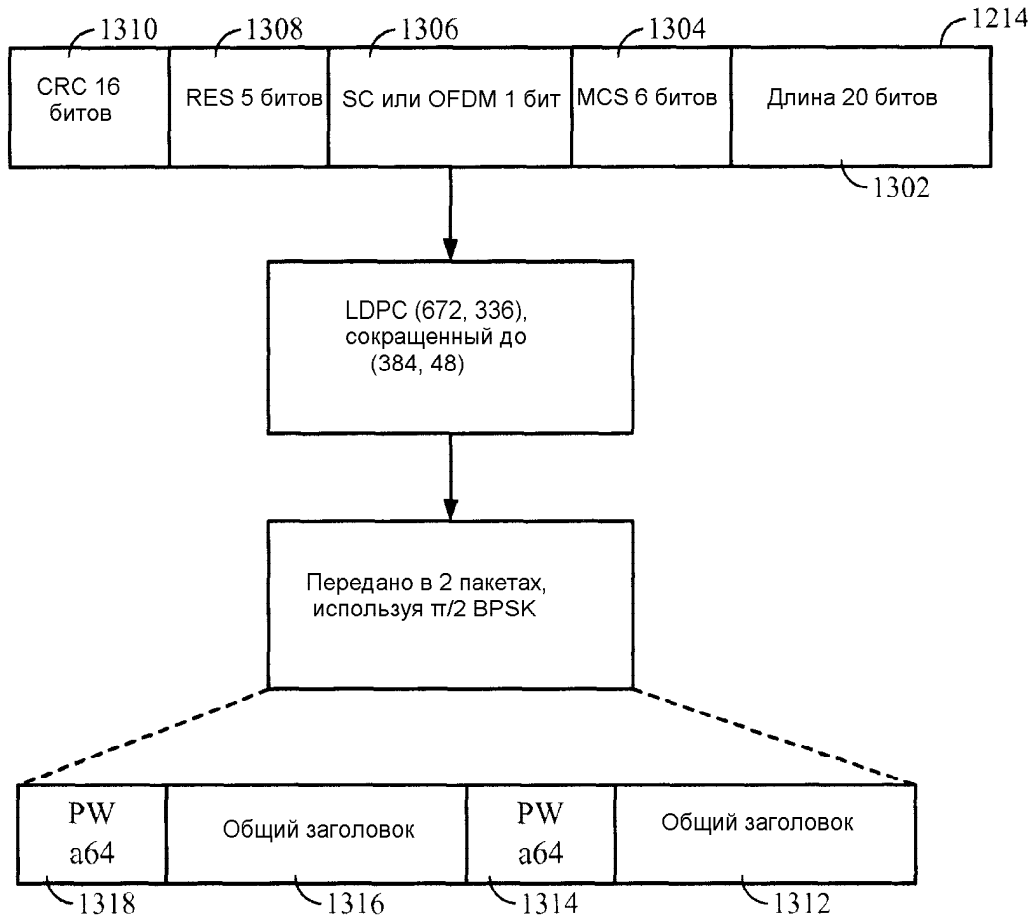 1310
1308
1306
1304
1214
CRC 16
битов
RES 5 битов
SC или OFDM 1 бит
MCS 6 битов
Длина 20 битов
1302
LDPC (672, 336),
сокращенный до
(384, 48)
Передано в 2 пакетах,
используя π/2 BPSK
PW
a64
Общий заголовок
PW
a64
Общий заголовок
1318
1316
1314
1312